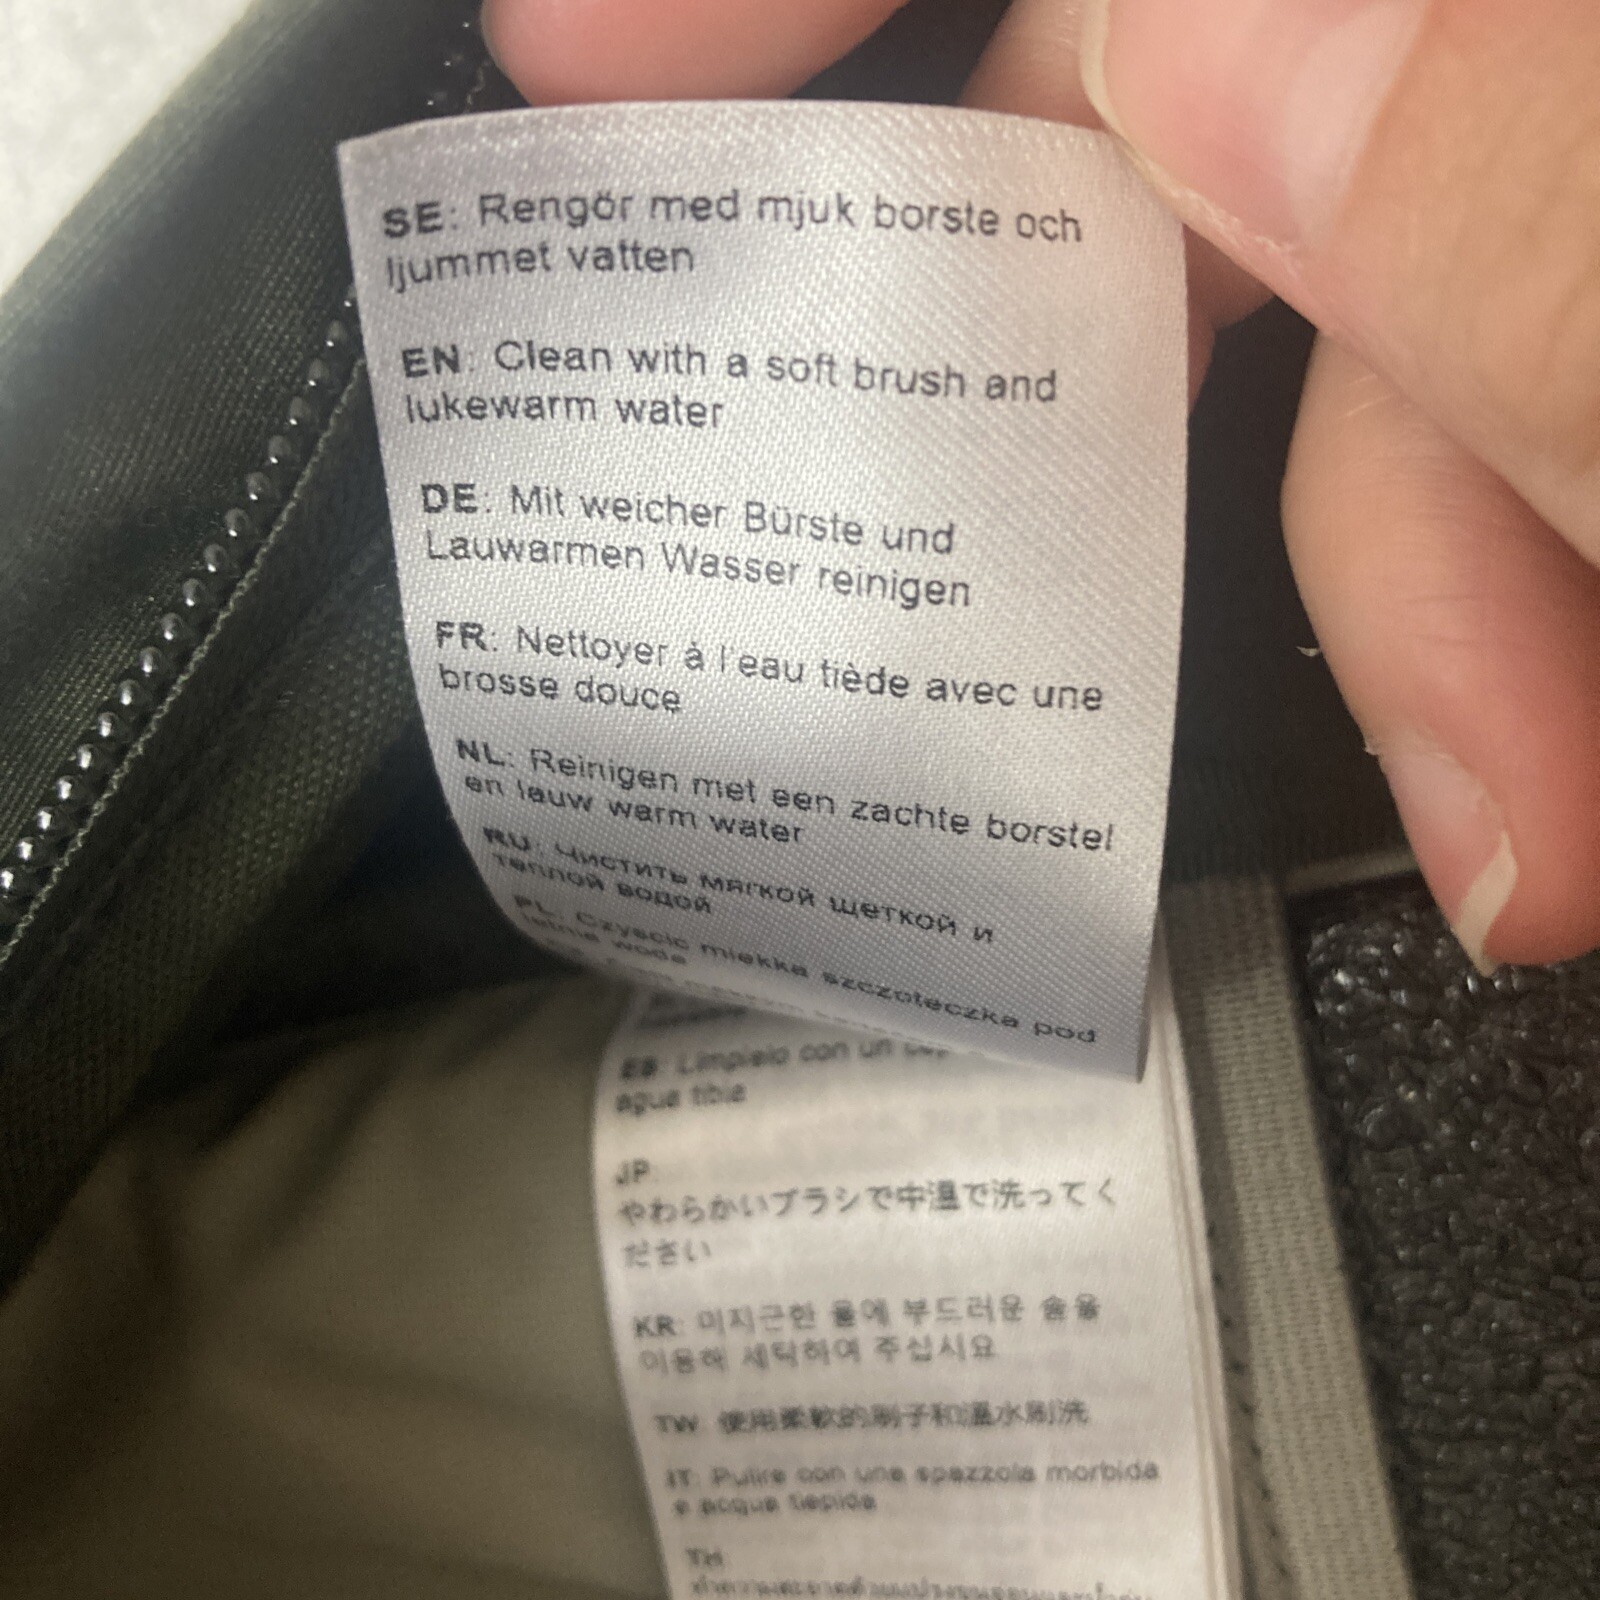 SE: Rengör med mjuk borste och
ljummet vatten
EN: Clean with a soft brush and
lukewarm water
DE: Mit weicher Bürste und
Lauwarmen Wasser reinigen
FR: Nettoyer à l'eau tiède avec une
brosse douce
NL: Reinigen met een zachte borstel
en lauw warm water
RU: Чистить мягкой щеткой и
теплой водой
PL: Czyscic miekka szczoteczka pod
letnie woda
ES: Limpielo con un
agua tibia
JP:
やわらかいブラシで中温で洗ってく
ださい
KR: 미지근한 물에 부드러운 솔을
이용해 세탁하여 주십시요
TW: 使用柔軟的刷子和溫水刷洗
IT: Pulire con una spazzola morbida
e acqua tiepida
TH: